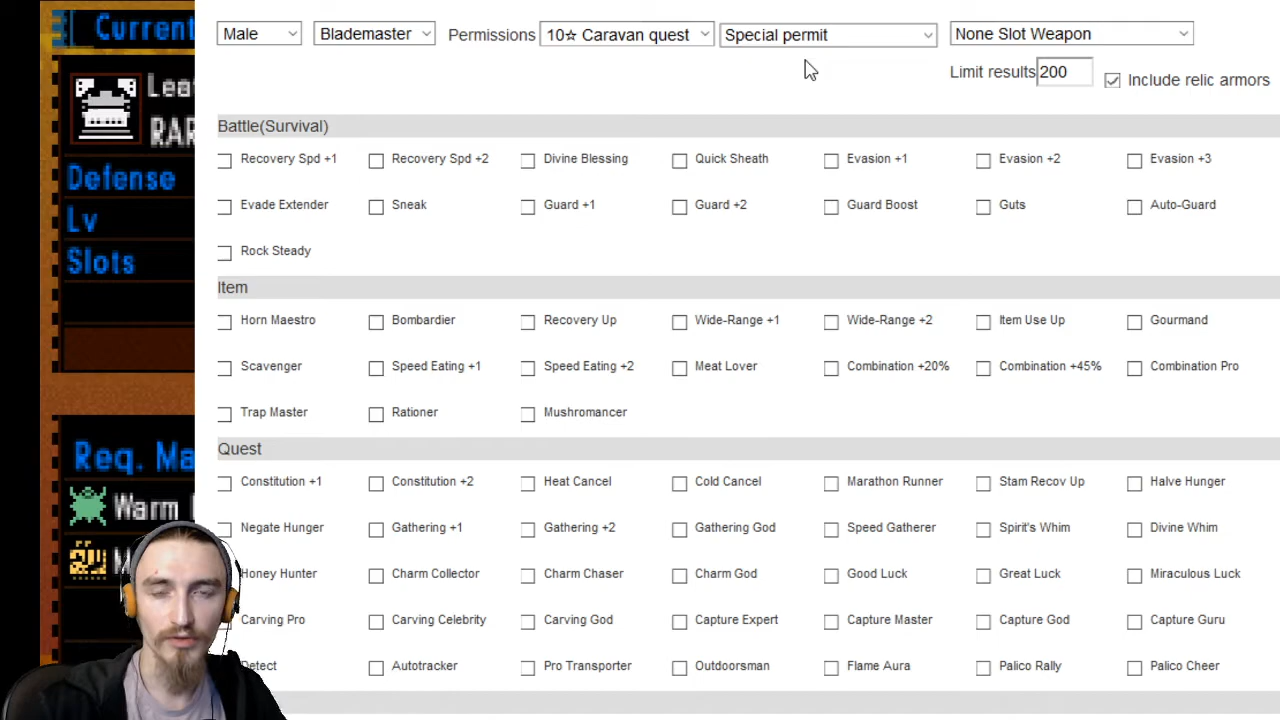 Current
Male Blademaster Permissions 10☆ Caravan quest Special permit None Slot Weapon
Limit results 200 Include relic armors
Defense
Lv
Slots
Battle(Survival)
Recovery Spd +1 Recovery Spd +2 Divine Blessing Quick Sheath Evasion +1 Evasion +2 Evasion +3
Evade Extender Sneak Guard +1 Guard +2 Guard Boost Guts Auto-Guard
Rock Steady
Item
Horn Maestro Bombardier Recovery Up Wide-Range +1 Wide-Range +2 Item Use Up Gourmand
Scavenger Speed Eating +1 Speed Eating +2 Meat Lover Combination +20% Combination +45% Combination Pro
Trap Master Rationer Mushromancer
Req.
Warm
Quest
Constitution +1 Constitution +2 Heat Cancel Cold Cancel Marathon Runner Stam Recov Up Halve Hunger
Negate Hunger Gathering +1 Gathering +2 Gathering God Speed Gatherer Spirit's Whim Divine Whim
Honey Hunter Charm Collector Charm Chaser Charm God Good Luck Great Luck Miraculous Luck
Carving Pro Carving Celebrity Carving God Capture Expert Capture Master Capture God Capture Guru
Detect Autotracker Pro Transporter Outdoorsman Flame Aura Palico Rally Palico Cheer